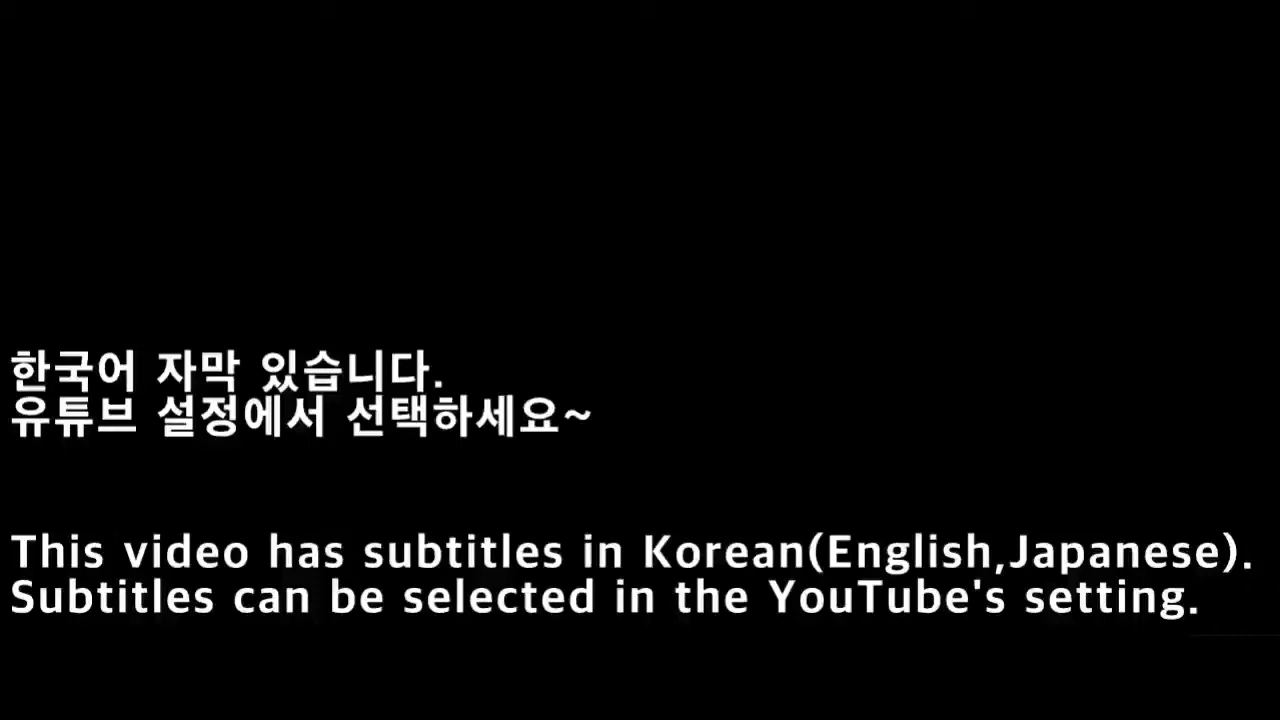 한국어 자막 있습니다.
유튜브 설정에서 선택하세요~
This video has subtitles in Korean(English,Japanese).
Subtitles can be selected in the YouTube's setting.